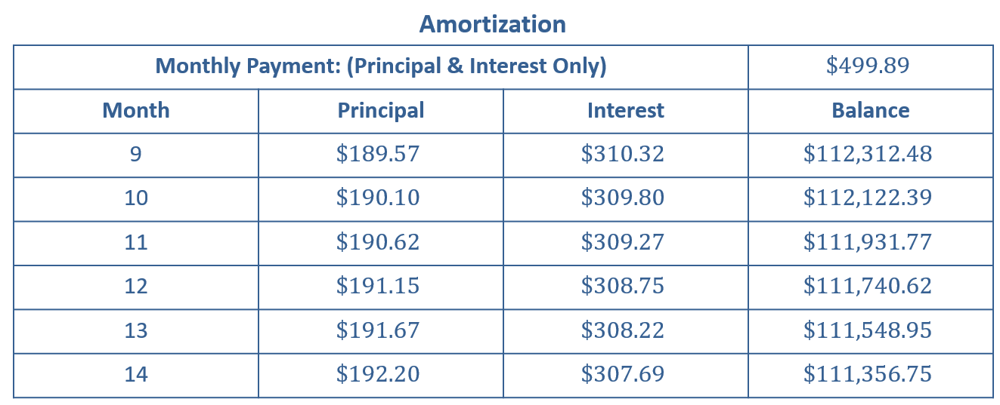 Amortization
Monthly Payment: (Principal & Interest Only) $499.89
Month Principal Interest Balance
9 $189.57 $310.32 $112,312.48
10 $190.10 $309.80 $112,122.39
11 $190.62 $309.27 $111,931.77
12 $191.15 $308.75 $111,740.62
13 $191.67 $308.22 $111,548.95
14 $192.20 $307.69 $111,356.75